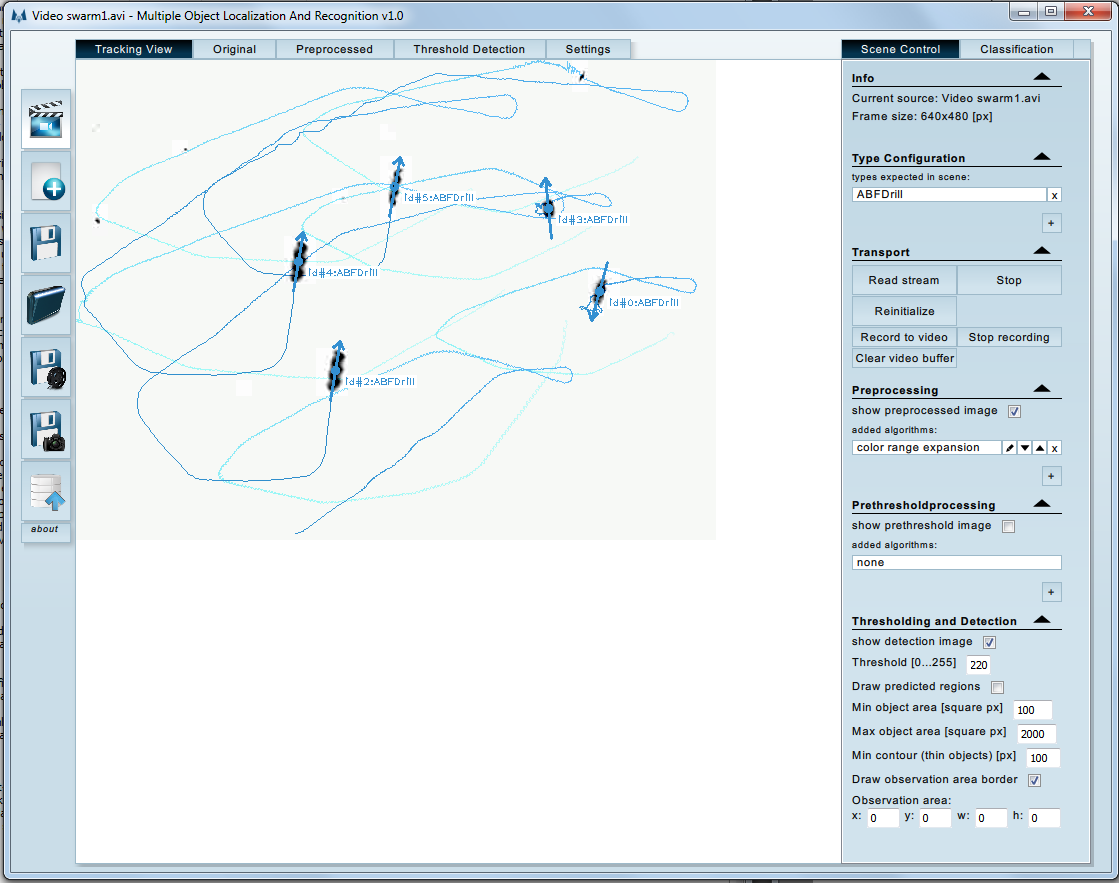 Video swarm1.avi - Multiple Object Localization And Recognition v1.0
Tracking View Original Preprocessed Threshold Detection Settings
Scene Control Classification
about
id#5:ABFDrill
id#3:ABFDrill
id#4:ABFDrill
id#0:ABFDrill
id#2:ABFDrill
Info
Current source: Video swarm1.avi
Frame size: 640x480 [px]
Type Configuration
types expected in scene:
ABFDrill x
+
Transport
Read stream Stop
Reinitialize
Record to video Stop recording
Clear video buffer
Preprocessing
show preprocessed image
added algorithms:
color range expansion x
+
Prethresholdprocessing
show prethreshold image
added algorithms:
none
+
Thresholding and Detection
show detection image
Threshold [0...255] 220
Draw predicted regions
Min object area [square px] 100
Max object area [square px] 2000
Min contour (thin objects) [px] 100
Draw observation area border
Observation area:
x: 0 y: 0 w: 0 h: 0